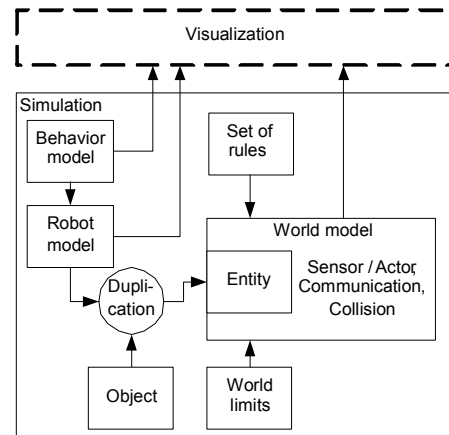 Visualization
Simulation
Behavior
model
Set of
rules
Robot
model
World model
Dupli-
cation
Entity
Sensor / Actor,
Communication,
Collision
Object
World
limits